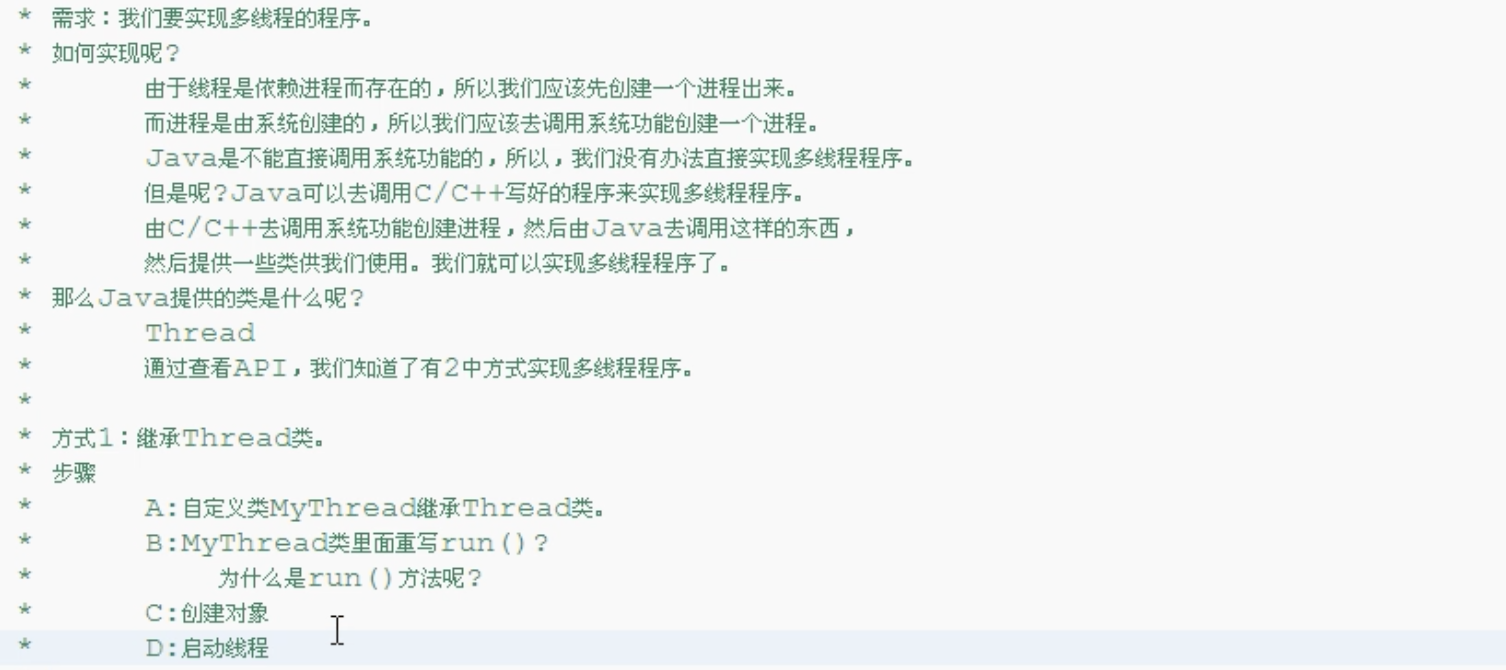 * 需求：我们要实现多线程的程序。
* 如何实现呢？
* 由于线程是依赖进程而存在的，所以我们应该先创建一个进程出来。
* 而进程是由系统创建的，所以我们应该去调用系统功能创建一个进程。
* Java是不能直接调用系统功能的，所以，我们没有办法直接实现多线程程序。
* 但是呢？Java可以去调用C/C++写好的程序来实现多线程程序。
* 由C/C++去调用系统功能创建进程，然后由Java去调用这样的东西，
* 然后提供一些类供我们使用。我们就可以实现多线程程序了。
* 那么Java提供的类是什么呢？
* Thread
* 通过查看API，我们知道了有2中方式实现多线程程序。
*
* 方式1：继承Thread类。
* 步骤
* A:自定义类MyThread继承Thread类。
* B:MyThread类里面重写run()?
* 为什么是run()方法呢？
* C:创建对象
* D:启动线程